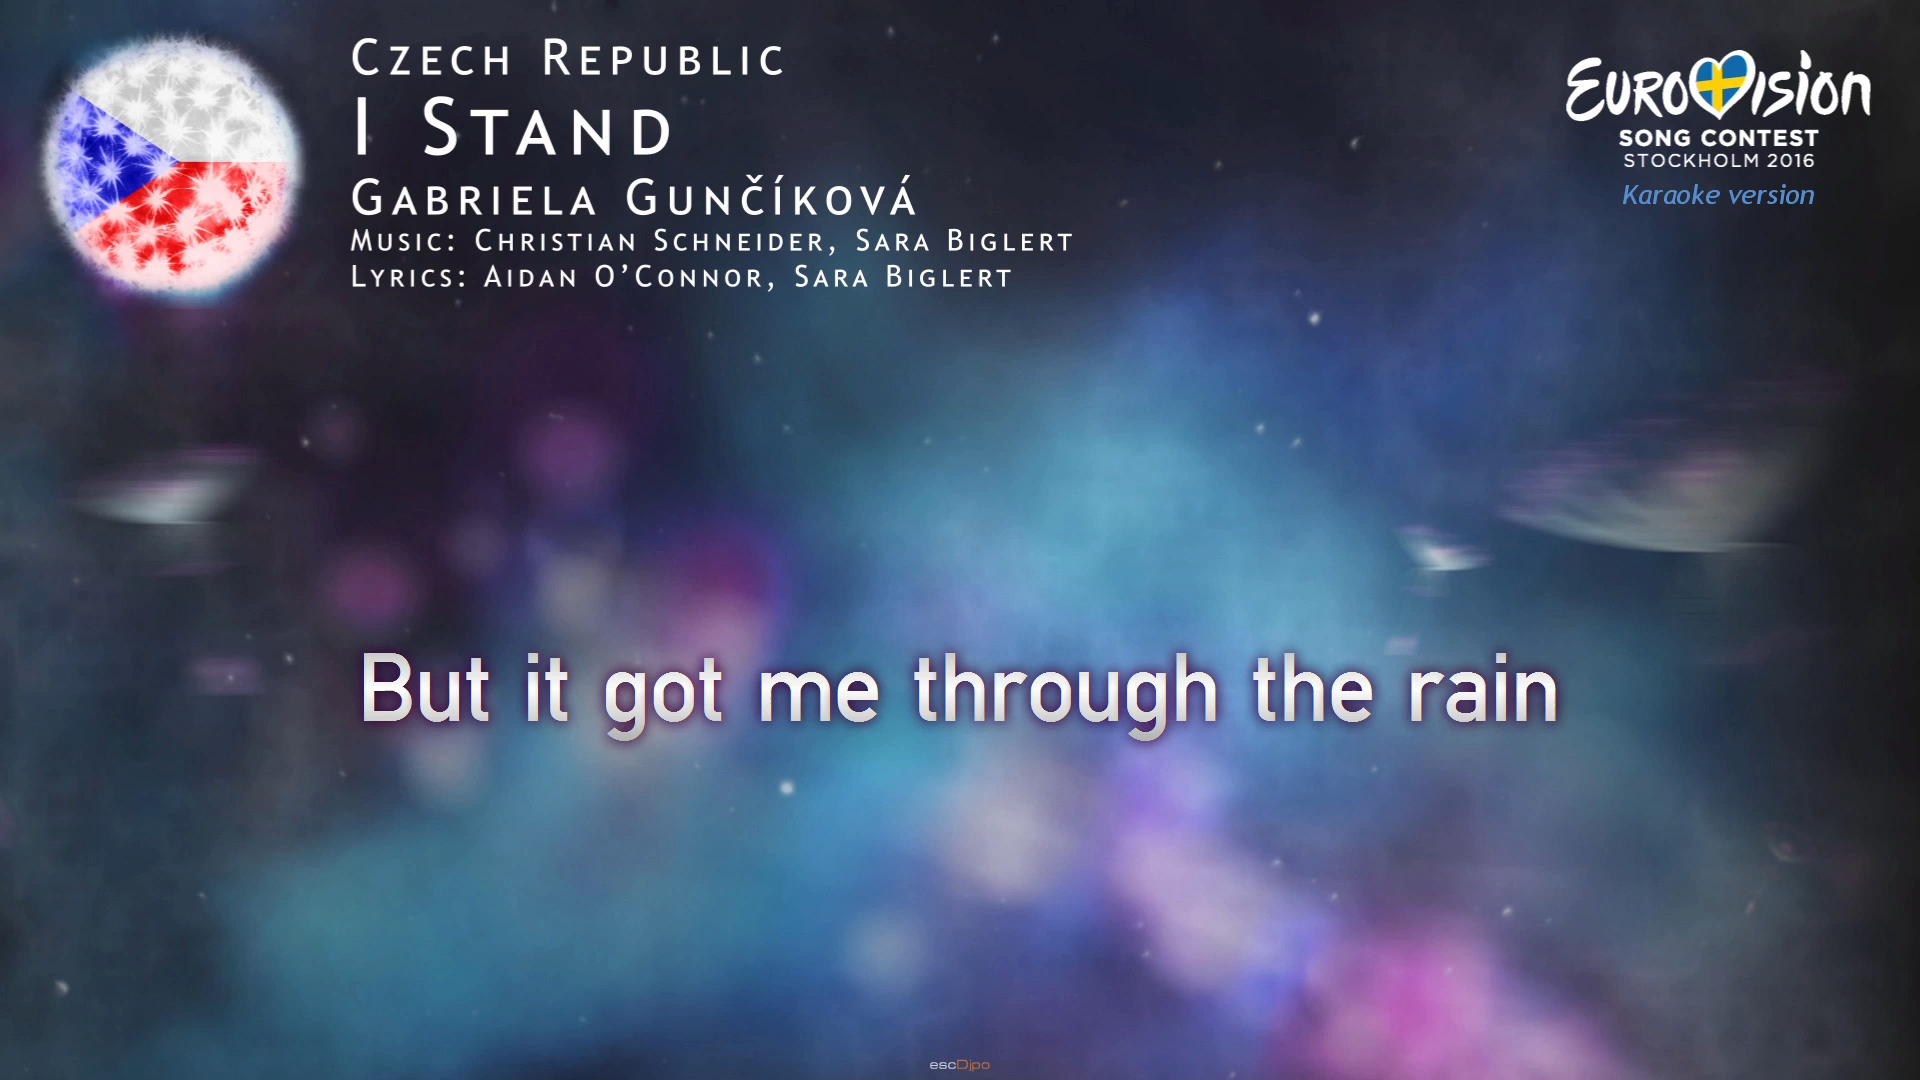 Czech Republic
I Stand
Gabriela Gunčíková
Music: Christian Schneider, Sara Biglert
Lyrics: Aidan O’Connor, Sara Biglert
Eurovision
SONG CONTEST
STOCKHOLM 2016
Karaoke version
But it got me through the rain
escDjpo